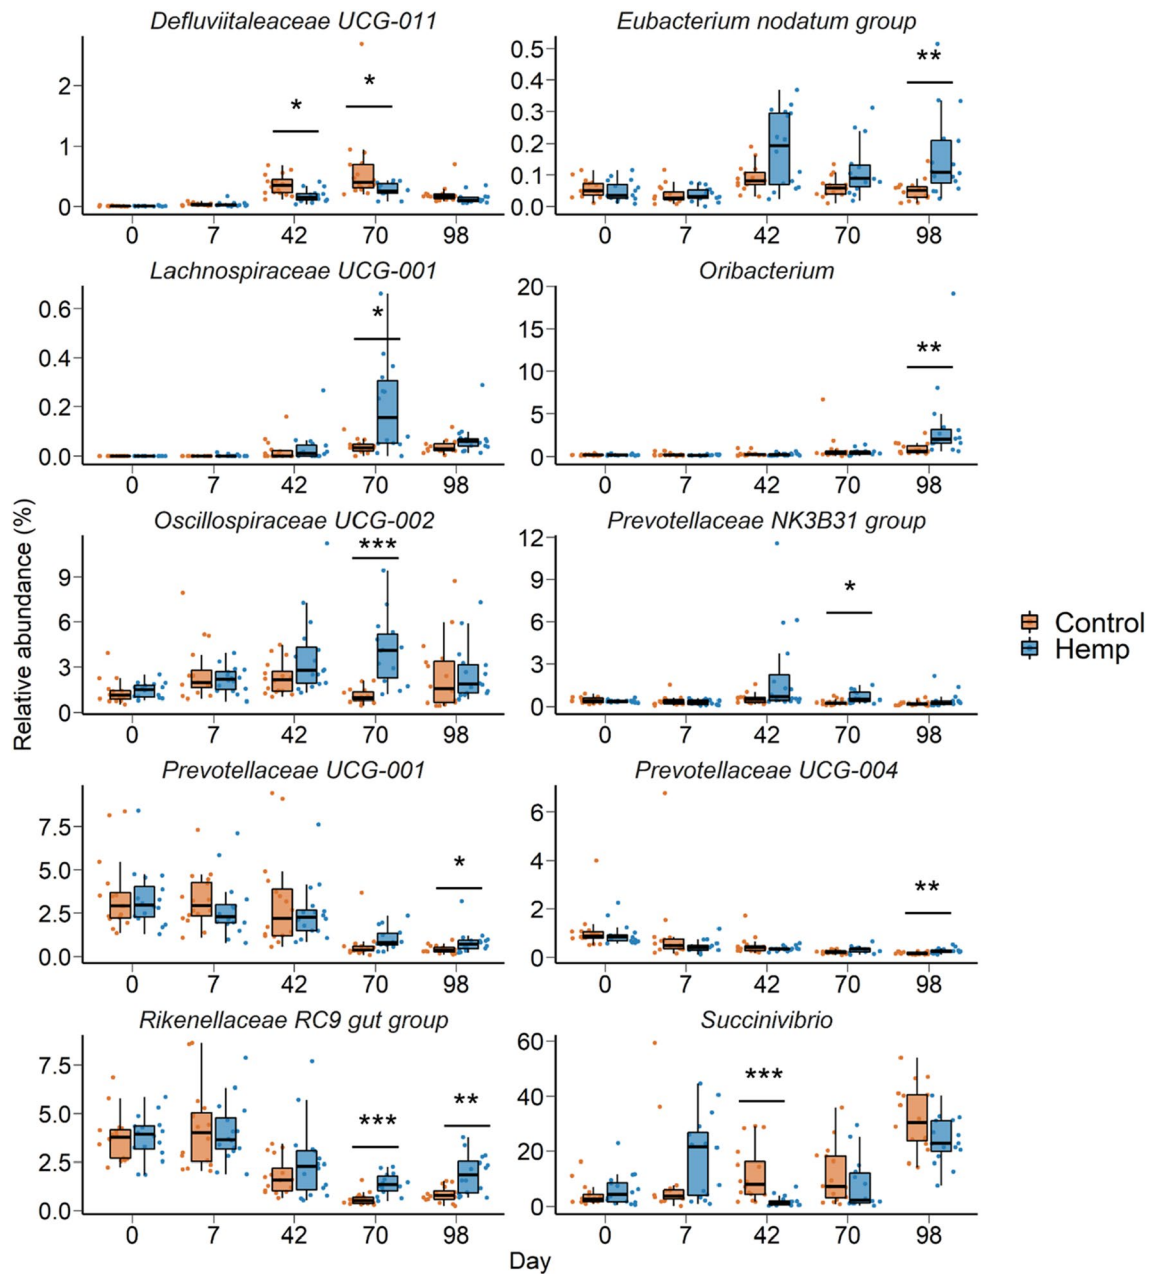 Defluviitaleaceae UCG-011
Eubacterium nodatum group
2
1
0
*
*
0 7 42 70 98
0.5
0.4
0.3
0.2
0.1
0.0
**
0 7 42 70 98
Lachnospiraceae UCG-001
Oribacterium
0.6
0.4
0.2
0.0
*
0 7 42 70 98
20
15
10
5
0
**
0 7 42 70 98
Oscillospiraceae UCG-002
Prevotellaceae NK3B31 group
9
6
3
0
***
0 7 42 70 98
12
9
6
3
0
*
0 7 42 70 98
Prevotellaceae UCG-001
Prevotellaceae UCG-004
7.5
5.0
2.5
0.0
*
0 7 42 70 98
6
4
2
0
**
0 7 42 70 98
Rikenellaceae RC9 gut group
Succinivibrio
7.5
5.0
2.5
0.0
***
**
0 7 42 70 98
60
40
20
0
***
0 7 42 70 98
Relative abundance (%)
Day
Control
Hemp